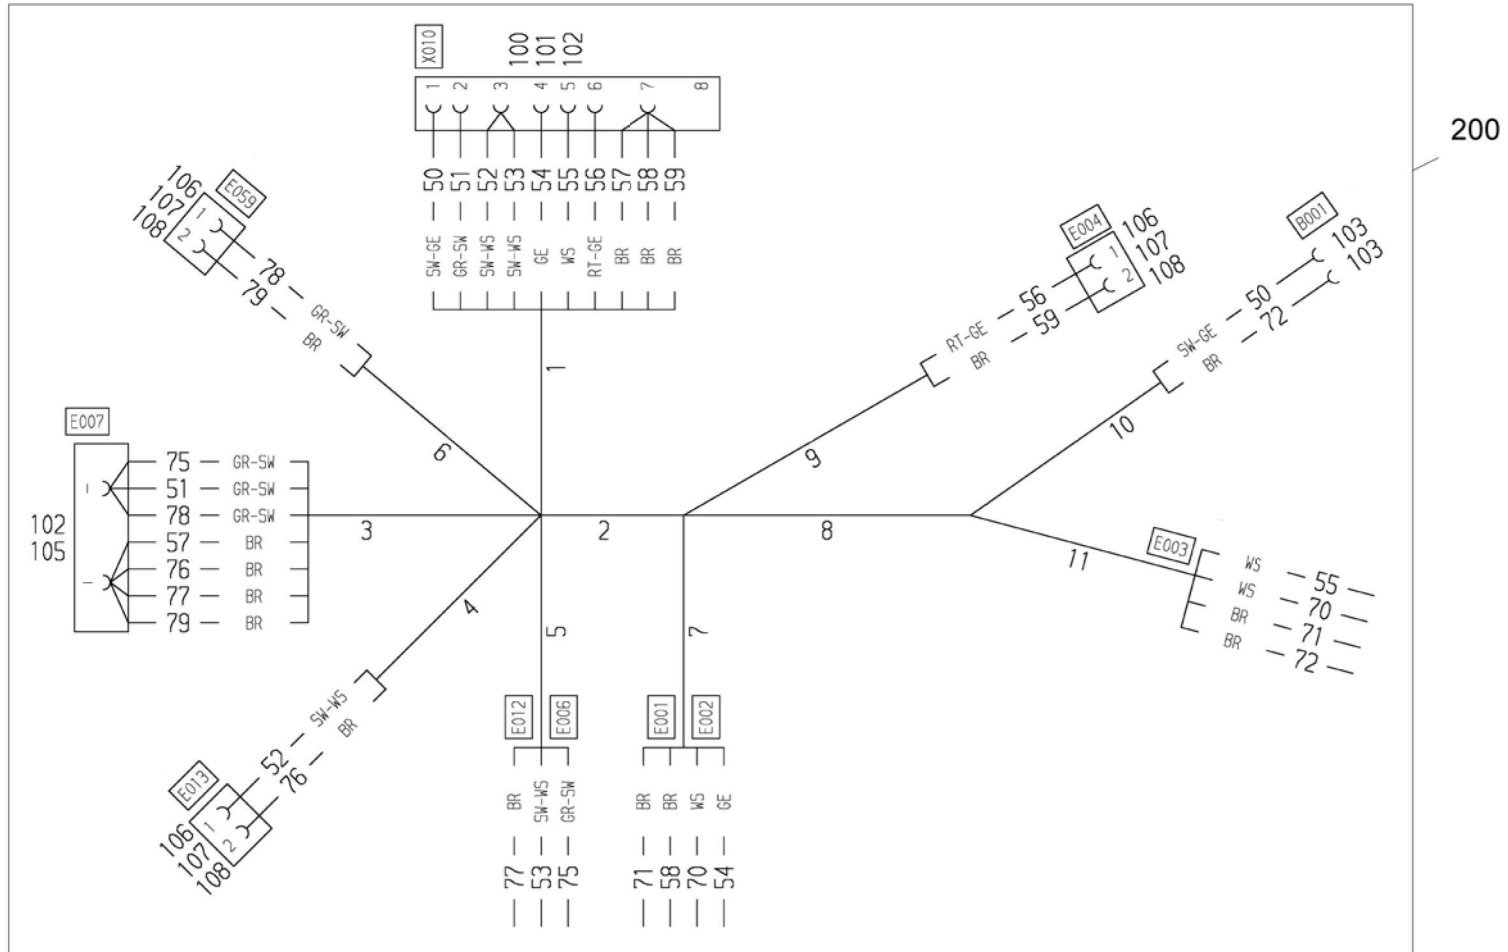 200
X010
100
101
102
1 2 3 4 5 6 7 8
50 51 52 53 54 55 56 57 58 59
SW-GE GR-SW SW-WS SW-WS GE WS RT-GE BR BR BR
1
E059
106
107
108
1
2
78 GR-SW
79 BR
6
E004
106
107
108
1
2
RT-GE 56
BR 59
9
B001
103
103
SW-GE 50
BR 72
10
E007
102
105
75 GR-SW
51 GR-SW
78 GR-SW
57 BR
76 BR
77 BR
79 BR
3
2
8
E003
WS 55
WS 70
BR 71
BR 72
11
4
SW-WS 52
BR 76
E013
106
107
108
1
2
5
E012 E006
BR SW-WS GR-SW
77 53 75
7
E001 E002
BR BR WS GE
71 58 70 54